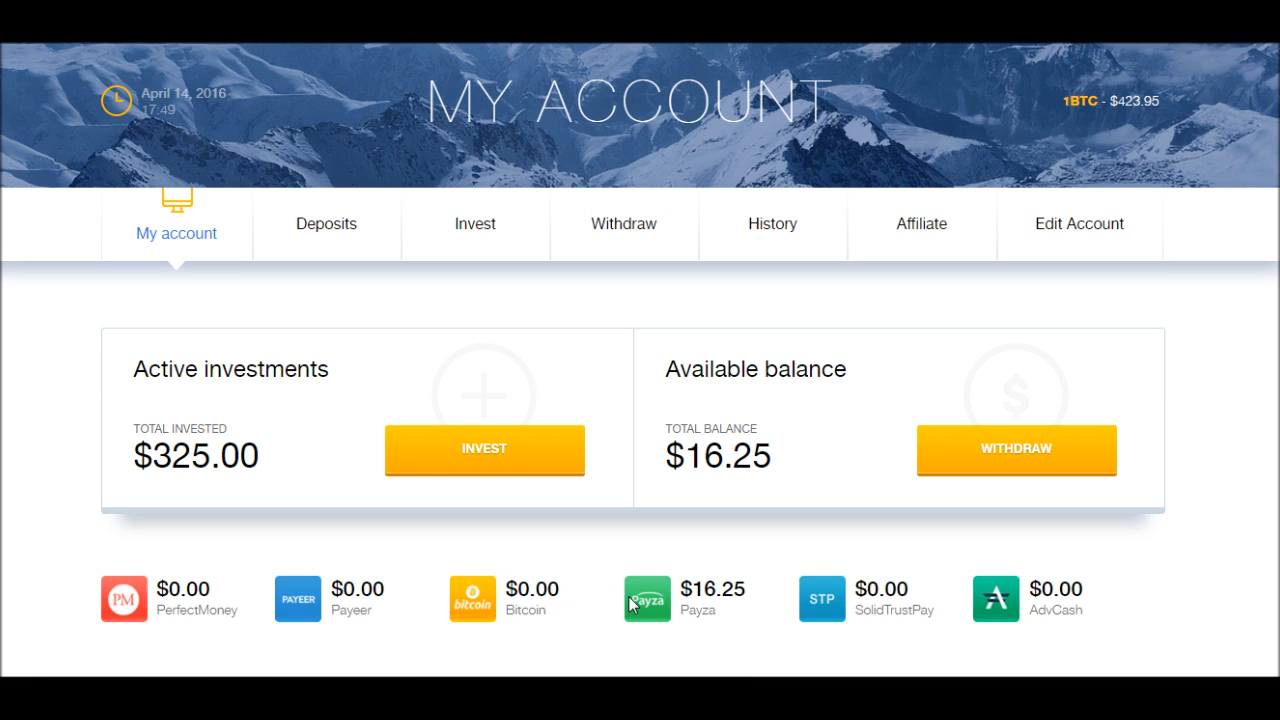 April 14, 2016
17:49
MY ACCOUNT
1BTC - $423.95
My account
Deposits
Invest
Withdraw
History
Affiliate
Edit Account
Active investments
TOTAL INVESTED
$325.00
INVEST
Available balance
TOTAL BALANCE
$16.25
WITHDRAW
PM
$0.00
PerfectMoney
PAYEER
$0.00
Payeer
bitcoin
$0.00
Bitcoin
Payza
$16.25
Payza
STP
$0.00
SolidTrustPay
$0.00
AdvCash